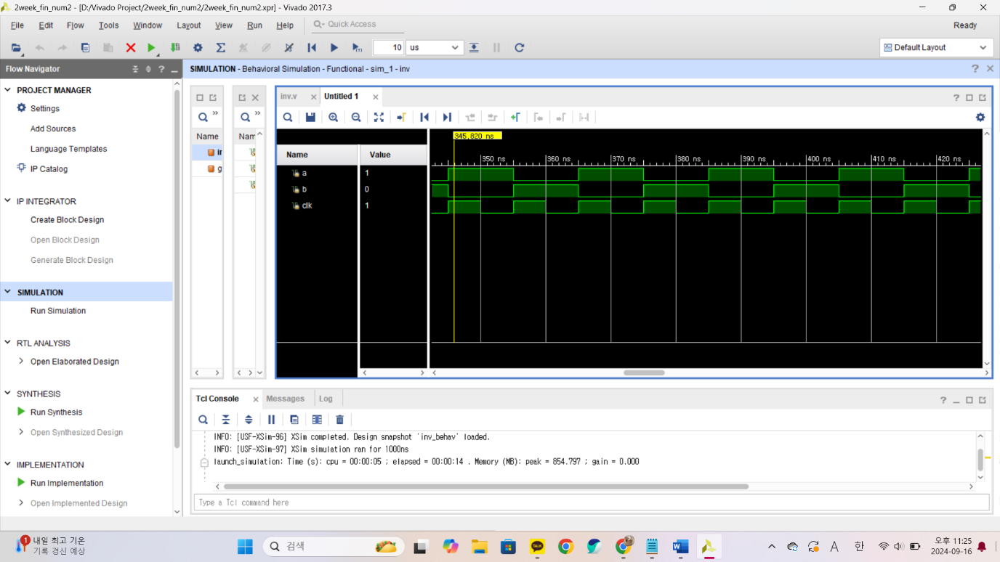 2week_fin_num2 - [D:/Vivado Project/2week_fin_num2/2week_fin_num2.xpr] - Vivado 2017.3
File Edit Flow Tools Window Layout View Run Help Quick Access Ready
10 us Default Layout
Flow Navigator
SIMULATION - Behavioral Simulation - Functional - sim_1 - inv
PROJECT MANAGER
Settings
Add Sources
Language Templates
IP Catalog
IP INTEGRATOR
Create Block Design
Open Block Design
Generate Block Design
SIMULATION
Run Simulation
RTL ANALYSIS
Open Elaborated Design
SYNTHESIS
Run Synthesis
Open Synthesized Design
IMPLEMENTATION
Run Implementation
Open Implemented Design
Name
ir
g
Nam
inv.v Untitled 1
345,820 ns
Name Value
350 ns 360 ns 370 ns 380 ns 390 ns 400 ns 410 ns 420 ns
a 1
b 0
clk 1
Tcl Console Messages Log
INFO: [USF-XSim-96] XSim completed. Design snapshot 'inv_behav' loaded.
INFO: [USF-XSim-97] XSim simulation ran for 1000ns
launch_simulation: Time (s): cpu = 00:00:05 ; elapsed = 00:00:14 . Memory (MB): peak = 854.797 ; gain = 0.000
Type a Tcl command here
1
내일 최고 기온
기록 경신 예상
검색
TALK
A 한
오후 11:25
2024-09-16